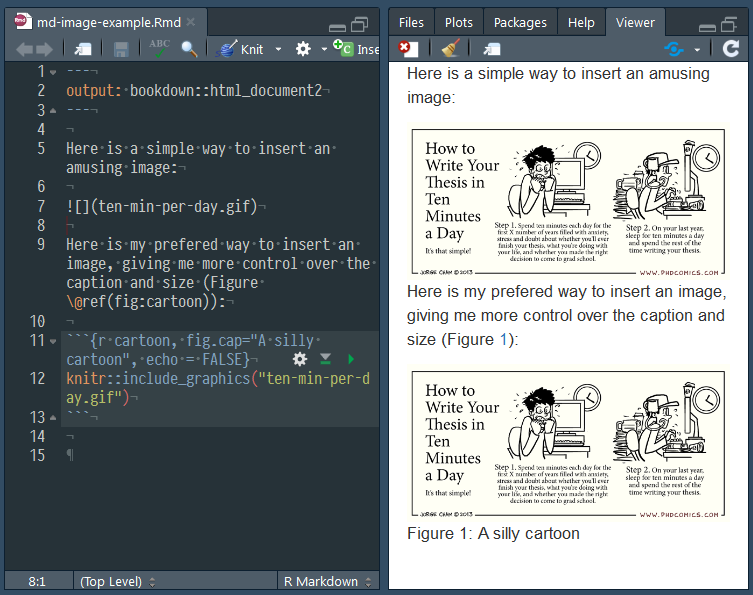 md-image-example.Rmd
ABC
Knit
Inse
1 ---¬
2 output: bookdown::html_document2¬
3 ---¬
4 ¬
5 Here·is·a·simple·way·to·insert·an·
amusing·image:¬
6 ¬
7 ![](ten-min-per-day.gif)¬
8 ¬
9 Here·is·my·prefered·way·to·insert·an·
image,·giving·me·more·control·over·the·
caption·and·size·(Figure·
\@ref(fig:cartoon)):¬
10 ¬
11 ```{r·cartoon,·fig.cap="A·silly·
cartoon",·echo·=·FALSE}¬
12 knitr::include_graphics("ten-min-per-d
ay.gif")¬
13 ```¬
14 ¬
15 ¶
8:1
(Top Level)
R Markdown
Files Plots Packages Help Viewer
Here is a simple way to insert an amusing
image:
How to
Write Your
Thesis in
Ten
Minutes
a Day
It's that simple!
Step 1. Spend ten minutes each day for the
first X number of years filled with anxiety,
stress and doubt about whether you'll ever
finish your thesis, what you're doing with
your life, and whether you made the right
decision to come to grad school.
Step 2. On your last year,
sleep for ten minutes a day
and spend the rest of the
time writing your thesis.
JORGE CHAM © 2013
WWW.PHDCOMICS.COM
Here is my prefered way to insert an image,
giving me more control over the caption and
size (Figure 1):
How to
Write Your
Thesis in
Ten
Minutes
a Day
It's that simple!
Step 1. Spend ten minutes each day for the
first X number of years filled with anxiety,
stress and doubt about whether you'll ever
finish your thesis, what you're doing with
your life, and whether you made the right
decision to come to grad school.
Step 2. On your last year,
sleep for ten minutes a day
and spend the rest of the
time writing your thesis.
JORGE CHAM © 2013
WWW.PHDCOMICS.COM
Figure 1: A silly cartoon